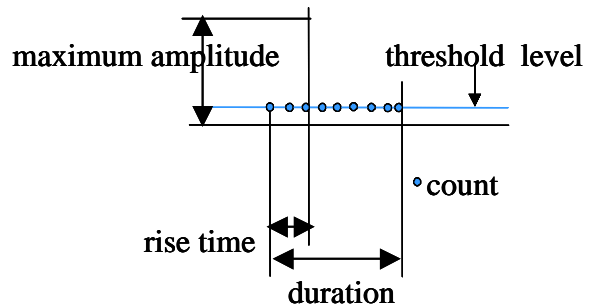 maximum amplitude
threshold level
count
rise time
duration